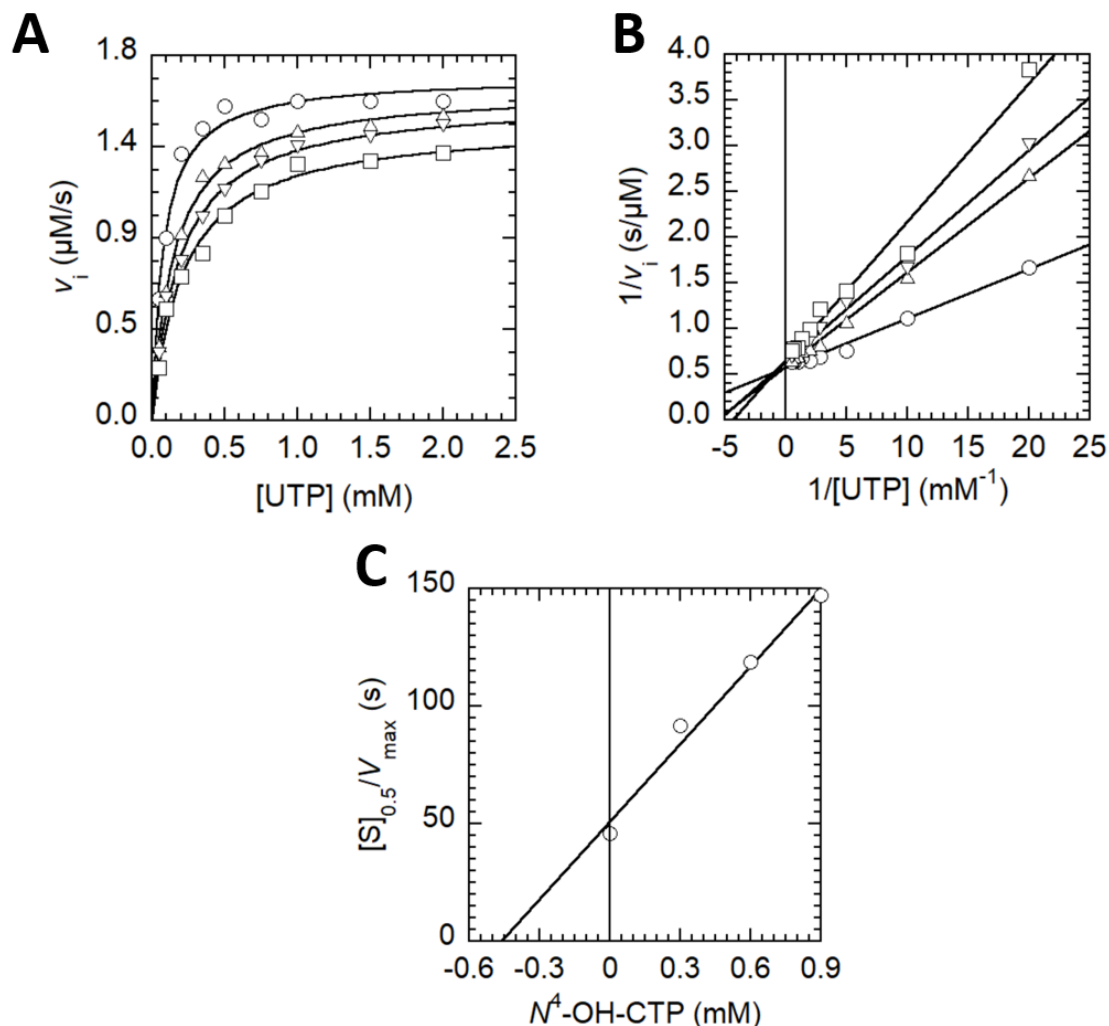 A
1.8
1.4
0.9
0.5
0.0
0.0 0.5 1.0 1.5 2.0 2.5
vᵢ (µM/s)
[UTP] (mM)
B
4.0
3.5
3.0
2.5
2.0
1.5
1.0
0.5
0.0
-5 0 5 10 15 20 25
1/vᵢ (s/µM)
1/[UTP] (mM⁻¹)
C
150
100
50
0
-0.6 -0.3 0 0.3 0.6 0.9
[S]₀.₅/Vₘₐₓ (s)
N⁴-OH-CTP (mM)